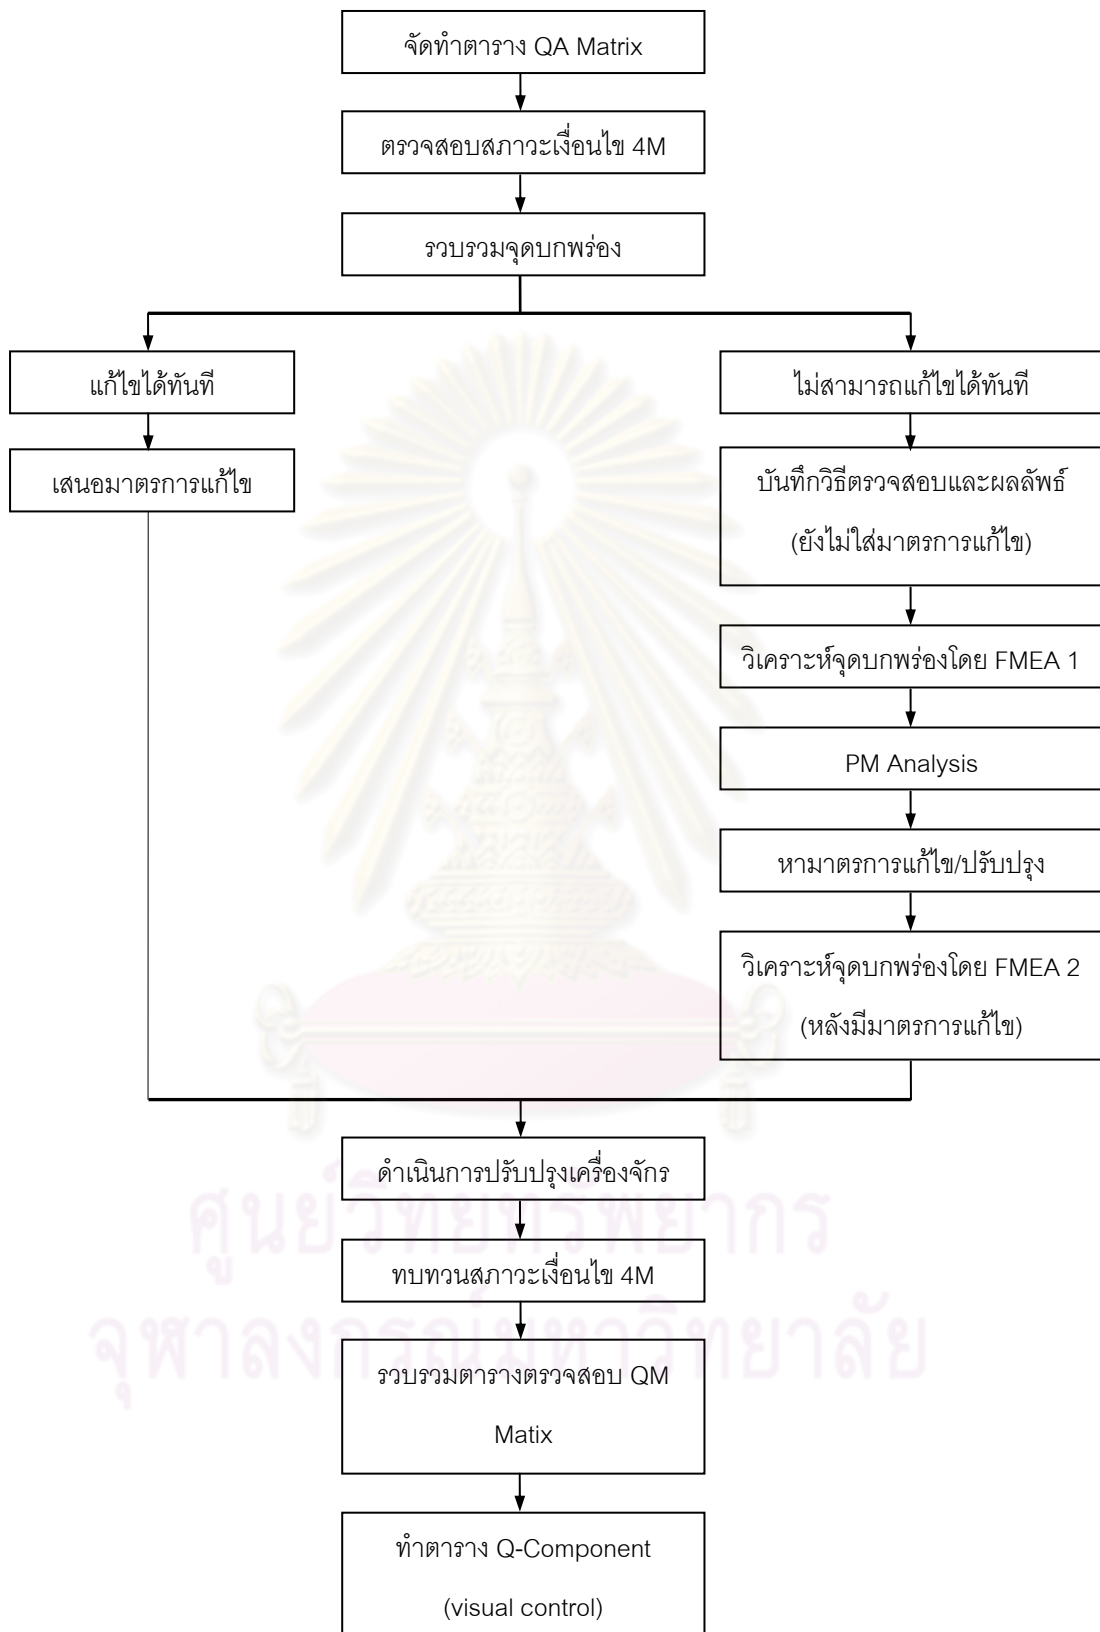 จัดทำตาราง QA Matrix
ตรวจสอบสภาวะเงื่อนไข 4M
รวบรวมจุดบกพร่อง
แก้ไขได้ทันที
เสนอมาตรการแก้ไข
ไม่สามารถแก้ไขได้ทันที
บันทึกวิธีตรวจสอบและผลลัพธ์
(ยังไม่ใส่มาตรการแก้ไข)
วิเคราะห์จุดบกพร่องโดย FMEA 1
PM Analysis
หามาตรการแก้ไข/ปรับปรุง
วิเคราะห์จุดบกพร่องโดย FMEA 2
(หลังมีมาตรการแก้ไข)
ดำเนินการปรับปรุงเครื่องจักร
ศูนย์วิทยทรัพยากร
ทบทวนสภาวะเงื่อนไข 4M
จุฬาลงกรณ์มหาวิทยาลัย
รวบรวมตารางตรวจสอบ QM
Matix
ทำตาราง Q-Component
(visual control)